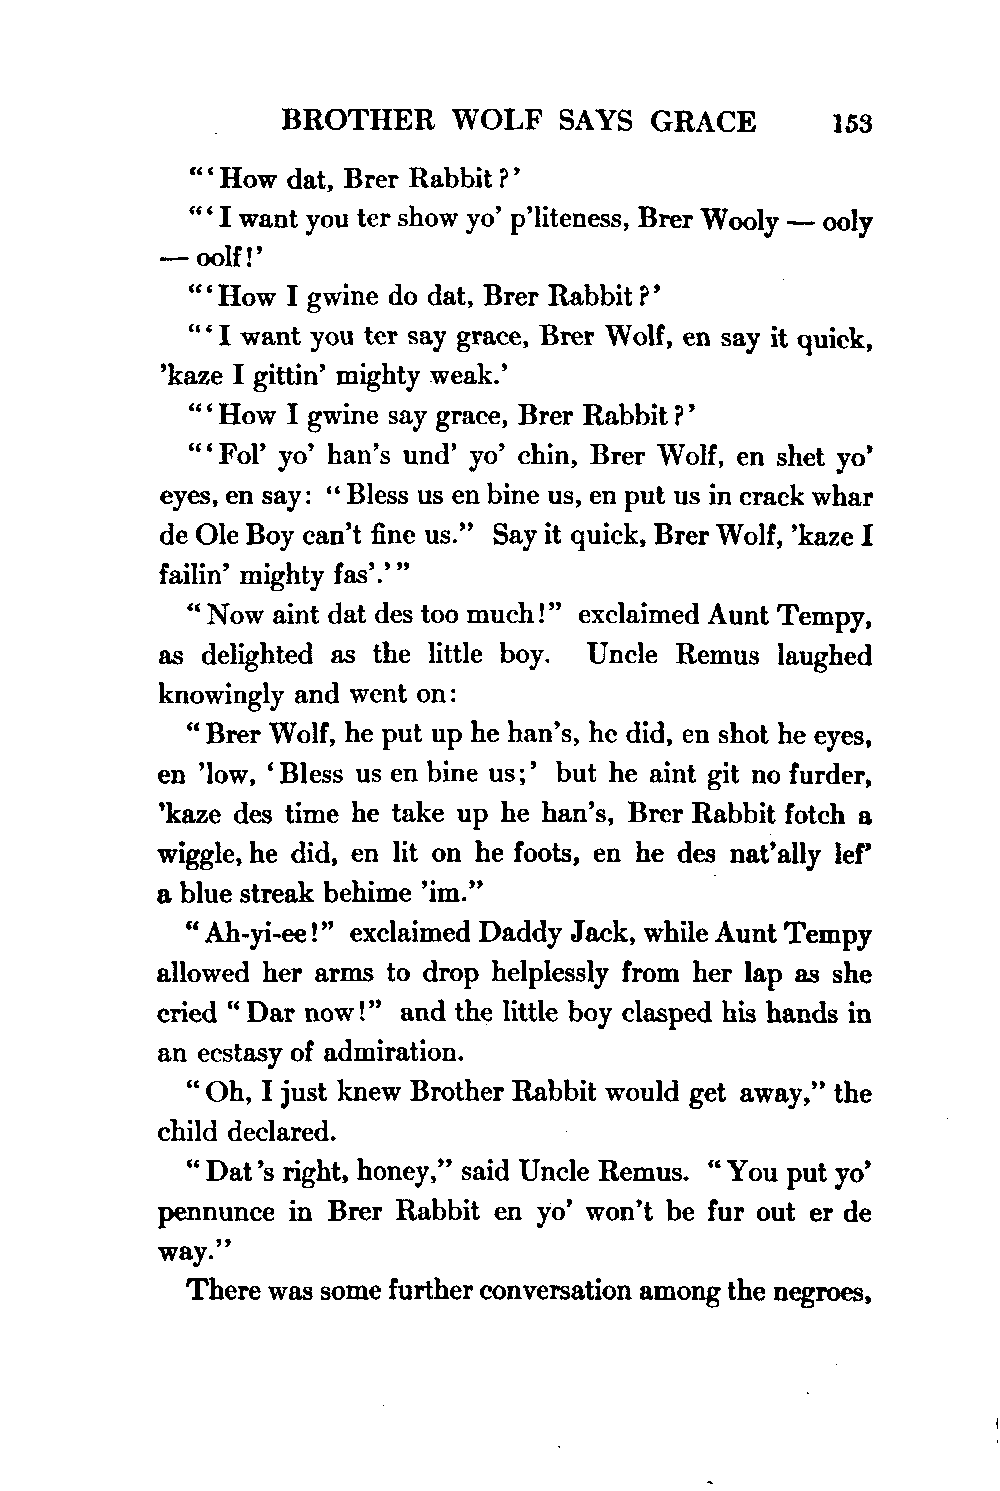 BROTHER WOLF SAYS GRACE 153
"'How dat, Brer Rabbit?'
"'I want you ter show yo' p'liteness, Brer Wooly — ooly
— oolf!'
"'How I gwine do dat, Brer Rabbit?'
"'I want you ter say grace, Brer Wolf, en say it quick,
'kaze I gittin' mighty weak.'
"'How I gwine say grace, Brer Rabbit?'
"'Fol' yo' han's und' yo' chin, Brer Wolf, en shet yo'
eyes, en say: "Bless us en bine us, en put us in crack whar
de Ole Boy can't fine us." Say it quick, Brer Wolf, 'kaze I
failin' mighty fas'.'"
"Now aint dat des too much!" exclaimed Aunt Tempy,
as delighted as the little boy. Uncle Remus laughed
knowingly and went on:
"Brer Wolf, he put up he han's, he did, en shot he eyes,
en 'low, 'Bless us en bine us;' but he aint git no furder,
'kaze des time he take up he han's, Brer Rabbit fotch a
wiggle, he did, en lit on he foots, en he des nat'ally lef'
a blue streak behime 'im."
"Ah-yi-ee!" exclaimed Daddy Jack, while Aunt Tempy
allowed her arms to drop helplessly from her lap as she
cried "Dar now!" and the little boy clasped his hands in
an ecstasy of admiration.
"Oh, I just knew Brother Rabbit would get away," the
child declared.
"Dat's right, honey," said Uncle Remus. "You put yo'
pennunce in Brer Rabbit en yo' won't be fur out er de
way."
There was some further conversation among the negroes,